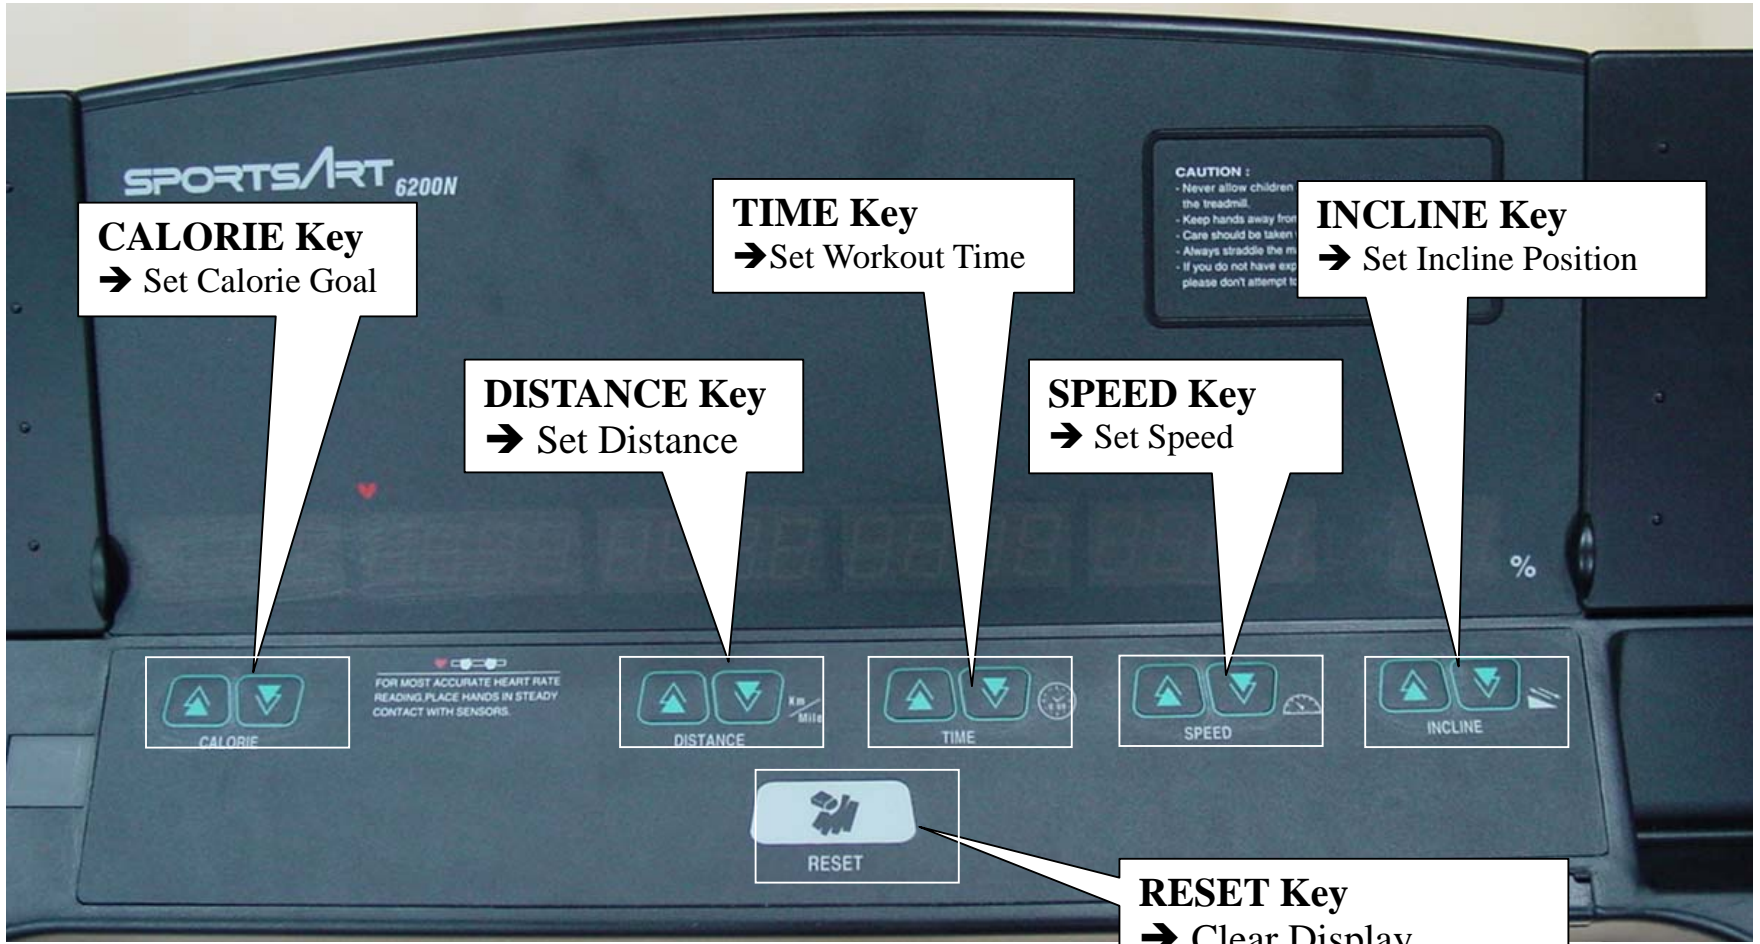 SPORTSART 6200N
CAUTION :
- Never allow children
the treadmill.
- Keep hands away from
- Care should be taken
- Always straddle the
- If you do not have
please don't attempt
CALORIE Key
➔ Set Calorie Goal
TIME Key
➔Set Workout Time
INCLINE Key
➔ Set Incline Position
DISTANCE Key
➔ Set Distance
SPEED Key
➔ Set Speed
%
FOR MOST ACCURATE HEART RATE
READING,PLACE HANDS IN STEADY
CONTACT WITH SENSORS.
CALORIE
Km
Mile
DISTANCE
TIME
SPEED
INCLINE
RESET
RESET Key
➔ Clear Display